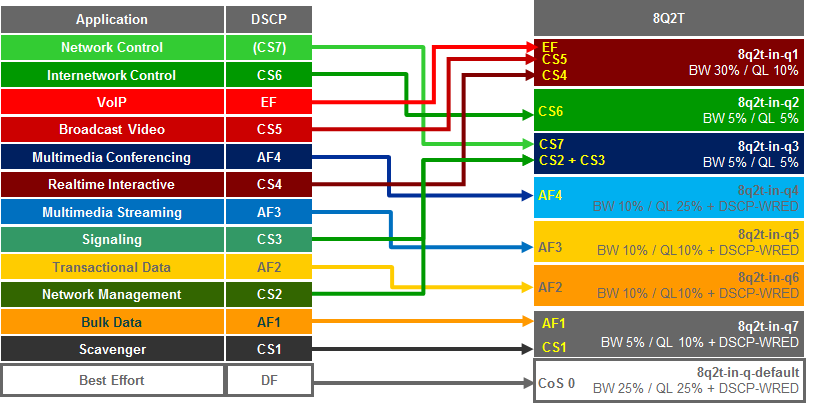 Application DSCP 8Q2T
Network Control (CS7)
Internetwork Control CS6
VoIP EF
Broadcast Video CS5
Multimedia Conferencing AF4
Realtime Interactive CS4
Multimedia Streaming AF3
Signaling CS3
Transactional Data AF2
Network Management CS2
Bulk Data AF1
Scavenger CS1
Best Effort DF
EF
CS5 8q2t-in-q1
CS4 BW 30% / QL 10%
CS6 8q2t-in-q2
BW 5% / QL 5%
CS7 8q2t-in-q3
CS2 + CS3 BW 5% / QL 5%
AF4 8q2t-in-q4
BW 10% / QL 25% + DSCP-WRED
AF3 8q2t-in-q5
BW 10% / QL10% + DSCP-WRED
AF2 8q2t-in-q6
BW 10% / QL10% + DSCP-WRED
AF1 8q2t-in-q7
CS1 BW 5% / QL 10% + DSCP-WRED
CoS 0 8q2t-in-q-default
BW 25% / QL 25% + DSCP-WRED